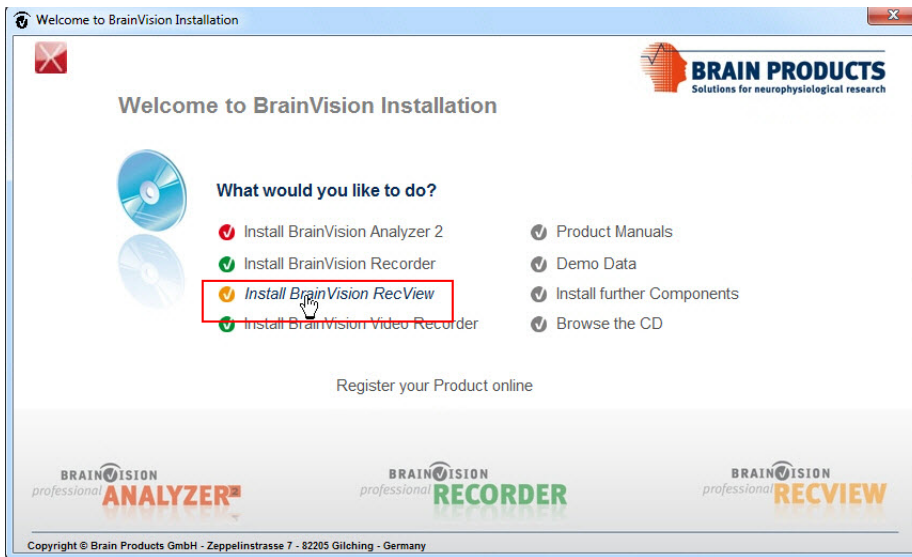 Welcome to BrainVision Installation
BRAIN PRODUCTS
Solutions for neurophysiological research
Welcome to BrainVision Installation
What would you like to do?
Install BrainVision Analyzer 2
Install BrainVision Recorder
Install BrainVision RecView
Install BrainVision Video Recorder
Product Manuals
Demo Data
Install further Components
Browse the CD
Register your Product online
BRAINVISION
professional ANALYZER 2
BRAINVISION
professional RECORDER
BRAINVISION
professional RECVIEW
Copyright © Brain Products GmbH - Zeppelinstrasse 7 - 82205 Gilching - Germany